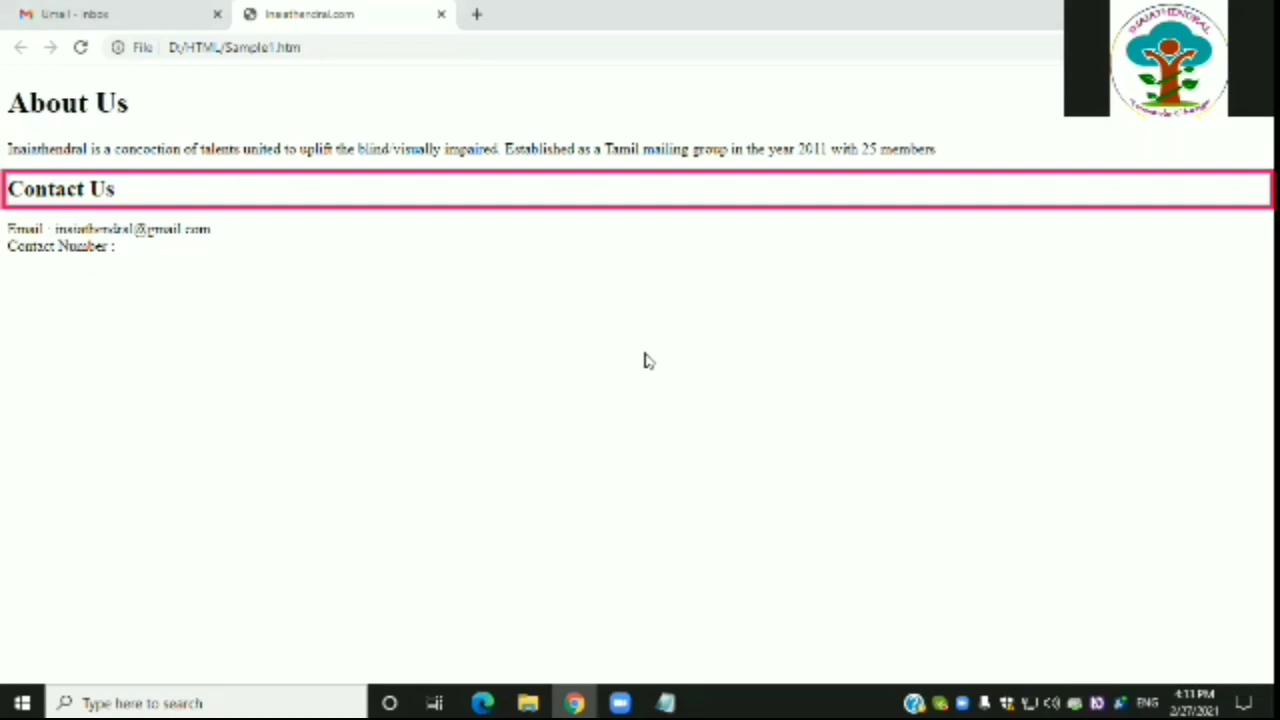 Gmail - Inbox
Inaiathendral.com
File D:/HTML/Sample1.htm
INAIATHENDRAL
About Us
Inaiathendral is a concoction of talents united to uplift the blind/visually impaired. Established as a Tamil mailing group in the year 2011 with 25 members
Contact Us
Email : inaiathendral@gmail.com
Contact Number :
Type here to search
ENG
4:11 PM
2/27/2021